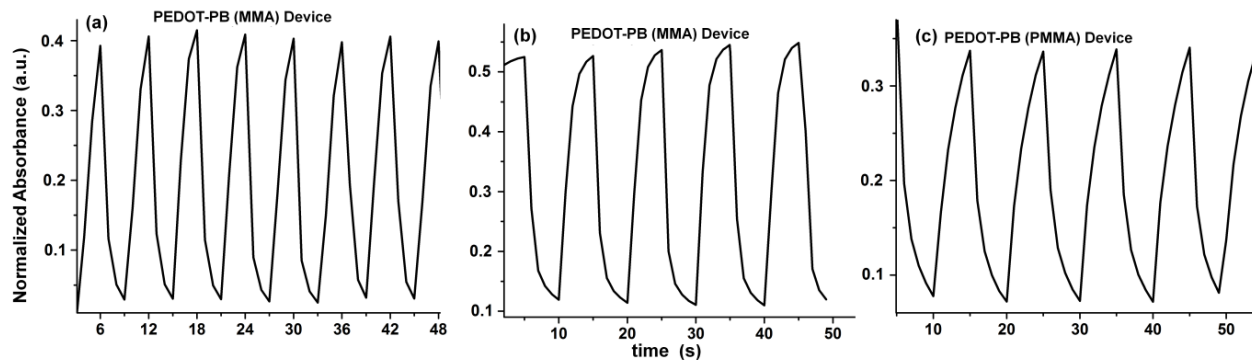 (a) PEDOT-PB (MMA) Device
Normalized Absorbance (a.u.)
0.4
0.3
0.2
0.1
6 12 18 24 30 36 42 48
(b) PEDOT-PB (MMA) Device
0.5
0.4
0.3
0.2
0.1
10 20 30 40 50
time (s)
(c) PEDOT-PB (PMMA) Device
0.3
0.2
0.1
10 20 30 40 50